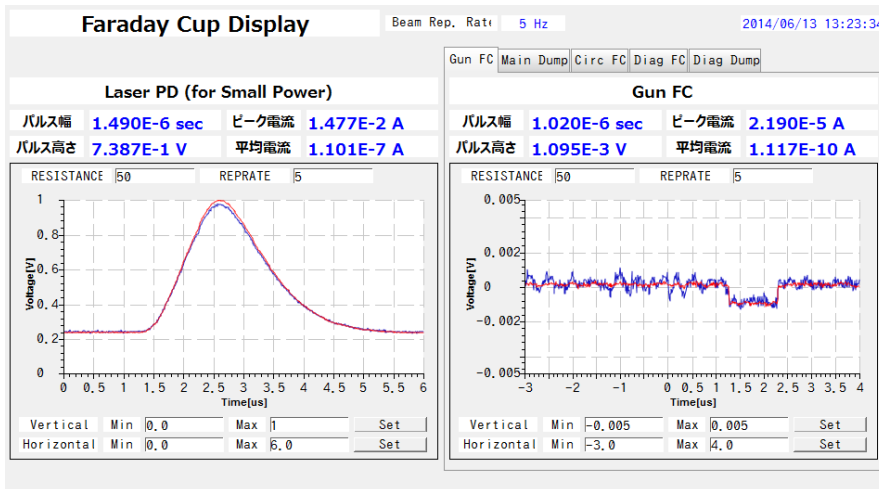 Faraday Cup Display
Beam Rep. Rate 5 Hz
2014/06/13 13:23:34
Gun FC Main Dump Circ FC Diag FC Diag Dump
Laser PD (for Small Power)
パルス幅 1.490E-6 sec ピーク電流 1.477E-2 A
パルス高さ 7.387E-1 V 平均電流 1.101E-7 A
RESISTANCE 50 REPRATE 5
1
0.8
0.6
0.4
0.2
0
Voltage[V]
0 0.5 1 1.5 2 2.5 3 3.5 4 4.5 5 5.5 6
Time[us]
Vertical Min 0.0 Max 1 Set
Horizontal Min 0.0 Max 6.0 Set
Gun FC
パルス幅 1.020E-6 sec ピーク電流 2.190E-5 A
パルス高さ 1.095E-3 V 平均電流 1.117E-10 A
RESISTANCE 50 REPRATE 5
0.005
0.002
0
-0.002
-0.005
Voltage[V]
-3 -2 -1 0 0.5 1 1.5 2 2.5 3 3.5 4
Time[us]
Vertical Min -0.005 Max 0.005 Set
Horizontal Min -3.0 Max 4.0 Set